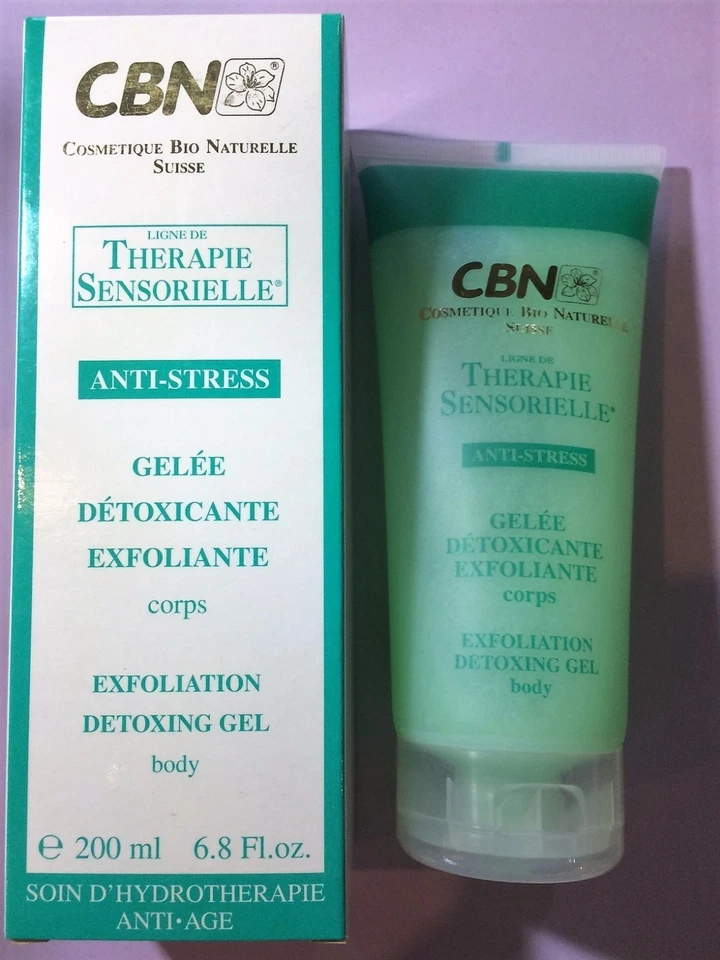 CBN
COSMETIQUE BIO NATURELLE
SUISSE
LIGNE DE
THERAPIE
SENSORIELLE®
ANTI-STRESS
GELÉE
DÉTOXICANTE
EXFOLIANTE
corps
EXFOLIATION
DETOXING GEL
body
℮ 200 ml 6.8 Fl.oz.
SOIN D'HYDROTHERAPIE
ANTI•AGE
CBN
COSMETIQUE BIO NATURELLE
SUISSE
LIGNE DE
THERAPIE
SENSORIELLE®
ANTI-STRESS
GELÉE
DÉTOXICANTE
EXFOLIANTE
corps
EXFOLIATION
DETOXING GEL
body